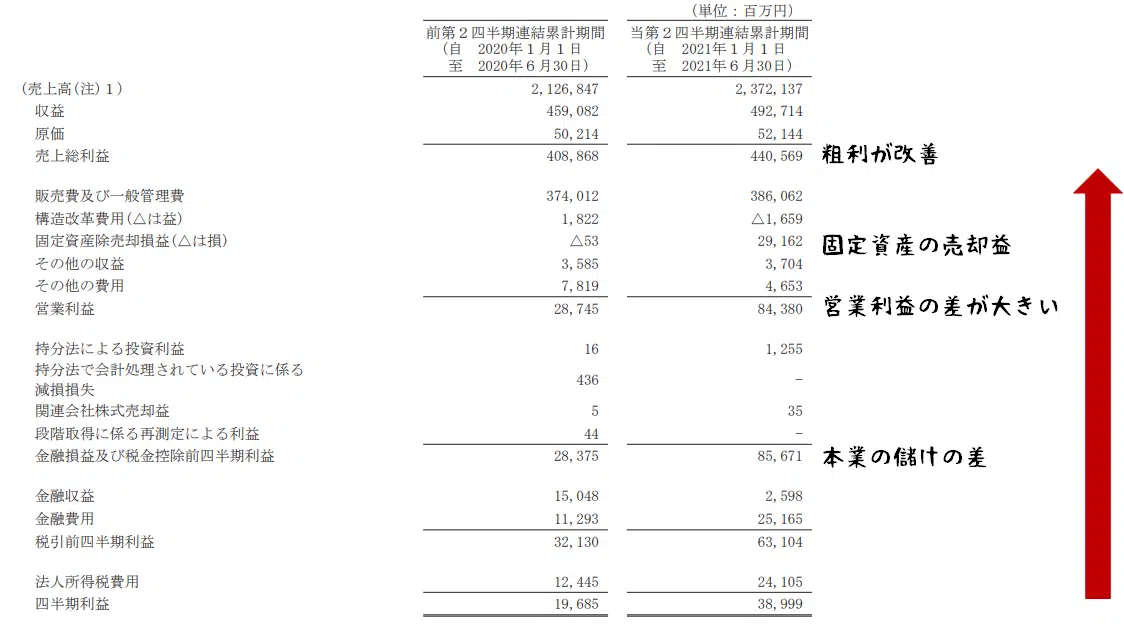 （単位：百万円）
前第２四半期連結累計期間 当第２四半期連結累計期間
（自　2020年１月１日 （自　2021年１月１日
至　2020年６月30日） 至　2021年６月30日）
（売上高（注）１） 2,126,847 2,372,137
収益 459,082 492,714
原価 50,214 52,144
売上総利益 408,868 440,569 粗利が改善
販売費及び一般管理費 374,012 386,062
構造改革費用（△は益） 1,822 △1,659
固定資産除売却損益（△は損） △53 29,162 固定資産の売却益
その他の収益 3,585 3,704
その他の費用 7,819 4,653
営業利益 28,745 84,380 営業利益の差が大きい
持分法による投資利益 16 1,255
持分法で会計処理されている投資に係る
減損損失 436 －
関連会社株式売却益 5 35
段階取得に係る再測定による利益 44 －
金融損益及び税金控除前四半期利益 28,375 85,671 本業の儲けの差
金融収益 15,048 2,598
金融費用 11,293 25,165
税引前四半期利益 32,130 63,104
法人所得税費用 12,445 24,105
四半期利益 19,685 38,999